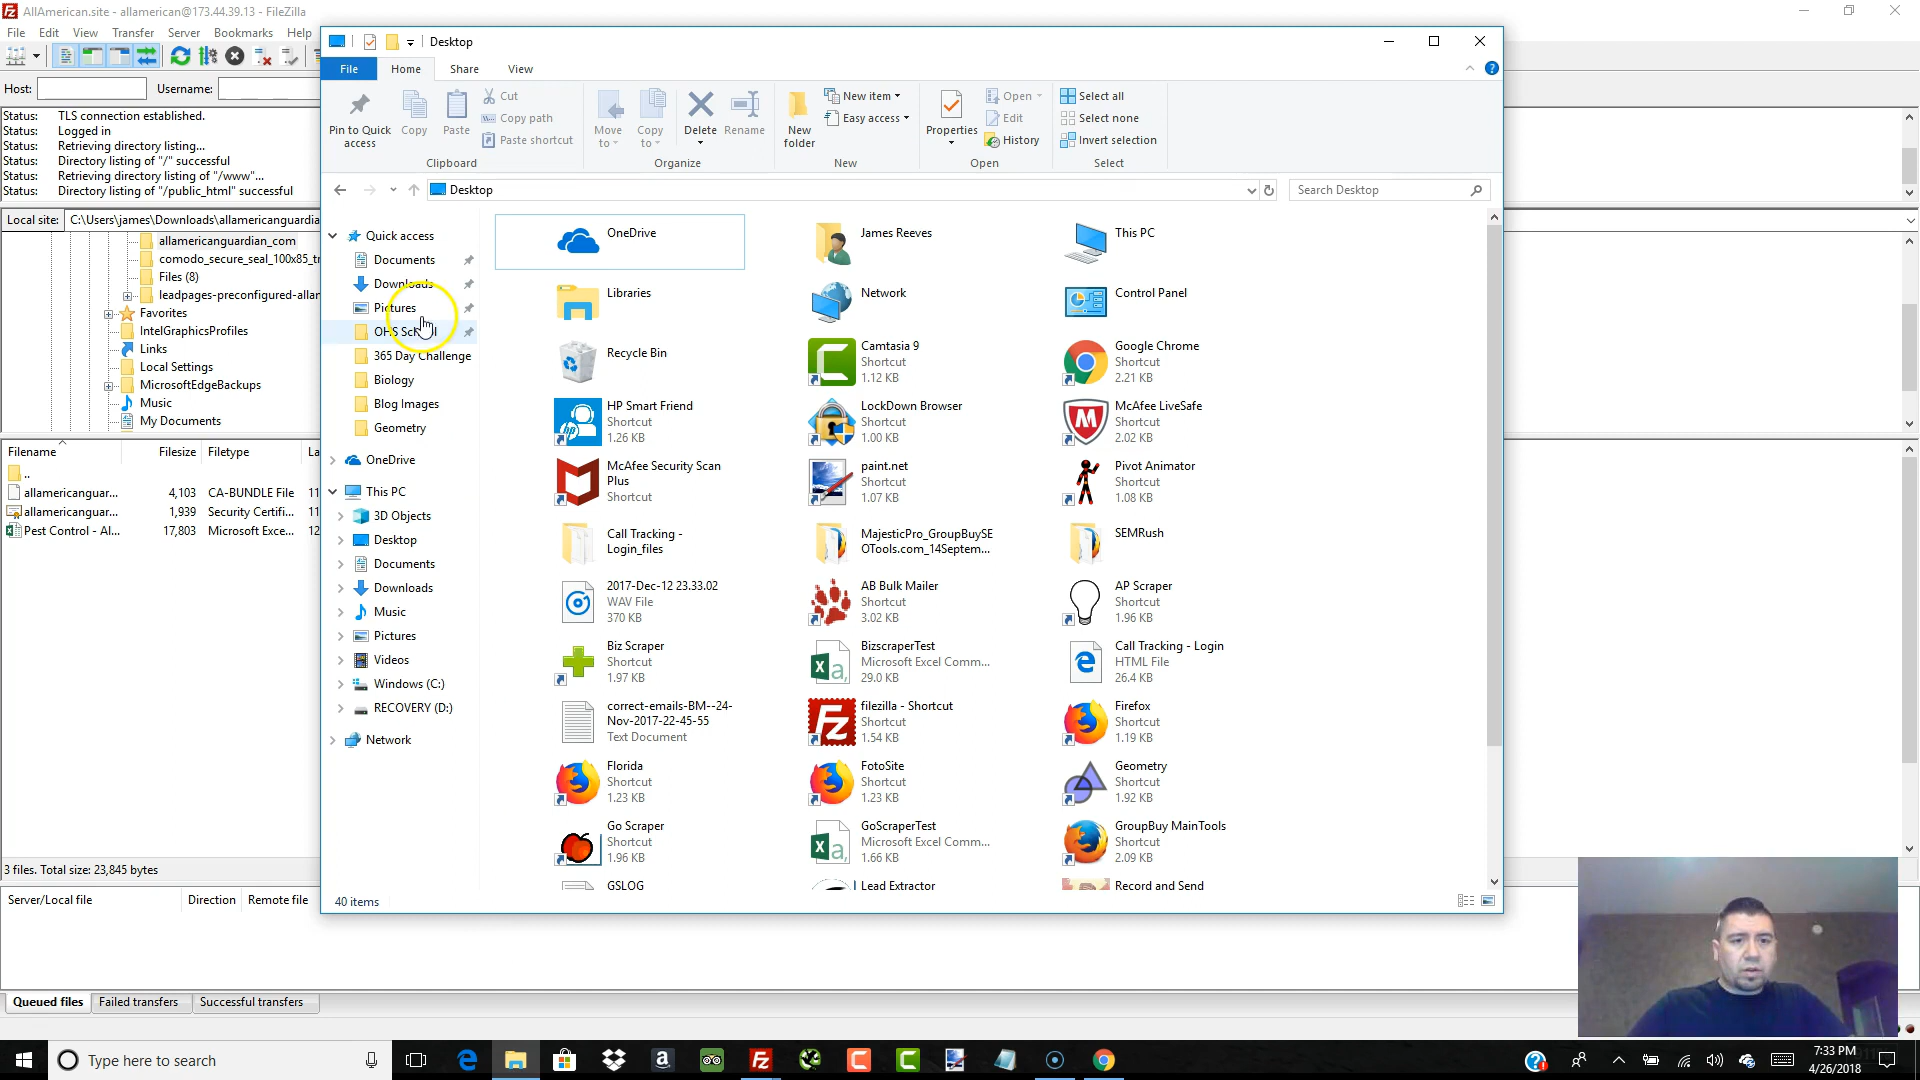 AllAmerican.site - allamerican@173.44.39.13 - FileZilla
File Edit View Transfer Server Bookmarks Help
Host: Username:
Status: TLS connection established.
Status: Logged in
Status: Retrieving directory listing...
Status: Directory listing of "/" successful
Status: Retrieving directory listing of "/www"...
Status: Directory listing of "/public_html" successful
Local site: C:\Users\james\Downloads\allamericanguardia
allamericanguardian_com
comodo_secure_seal_100x85_tr
Files (8)
leadpages-preconfigured-allan
Favorites
IntelGraphicsProfiles
Links
Local Settings
MicrosoftEdgeBackups
Music
My Documents
Filename Filesize Filetype La
..
allamericanguar... 4,103 CA-BUNDLE File 11
allamericanguar... 1,939 Security Certifi... 11
Pest Control - Al... 17,803 Microsoft Exce... 12
3 files. Total size: 23,845 bytes
Server/Local file Direction Remote file
Queued files Failed transfers Successful transfers
Desktop
File Home Share View
Pin to Quick access
Copy
Paste
Cut
Copy path
Paste shortcut
Clipboard
Move to
Copy to
Delete
Rename
Organize
New folder
New item
Easy access
New
Properties
Open
Edit
History
Open
Select all
Select none
Invert selection
Select
Desktop
Search Desktop
Quick access
Documents
Downloads
Pictures
OHS School
365 Day Challenge
Biology
Blog Images
Geometry
OneDrive
This PC
3D Objects
Desktop
Documents
Downloads
Music
Pictures
Videos
Windows (C:)
RECOVERY (D:)
Network
OneDrive
James Reeves
This PC
Libraries
Network
Control Panel
Recycle Bin
Camtasia 9
Shortcut
1.12 KB
Google Chrome
Shortcut
2.21 KB
HP Smart Friend
Shortcut
1.26 KB
LockDown Browser
Shortcut
1.00 KB
McAfee LiveSafe
Shortcut
2.02 KB
McAfee Security Scan
Plus
Shortcut
paint.net
Shortcut
1.07 KB
Pivot Animator
Shortcut
1.08 KB
Call Tracking -
Login_files
MajesticPro_GroupBuySE
OTools.com_14Septem...
SEMRush
2017-Dec-12 23.33.02
WAV File
370 KB
AB Bulk Mailer
Shortcut
3.02 KB
AP Scraper
Shortcut
1.96 KB
Biz Scraper
Shortcut
1.97 KB
BizscraperTest
Microsoft Excel Comm...
29.0 KB
Call Tracking - Login
HTML File
26.4 KB
correct-emails-BM--24-
Nov-2017-22-45-55
Text Document
filezilla - Shortcut
Shortcut
1.54 KB
Firefox
Shortcut
1.19 KB
Florida
Shortcut
1.23 KB
FotoSite
Shortcut
1.23 KB
Geometry
Shortcut
1.92 KB
Go Scraper
Shortcut
1.96 KB
GoScraperTest
Microsoft Excel Comm...
1.66 KB
GroupBuy MainTools
Shortcut
2.09 KB
GSLOG
Lead Extractor
Record and Send
40 items
Type here to search
7:33 PM
4/26/2018